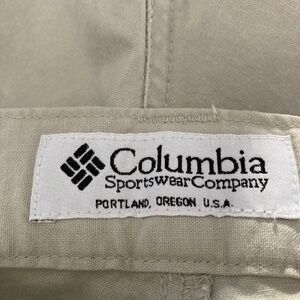 Columbia
SportswearCompany
PORTLAND, OREGON U.S.A.